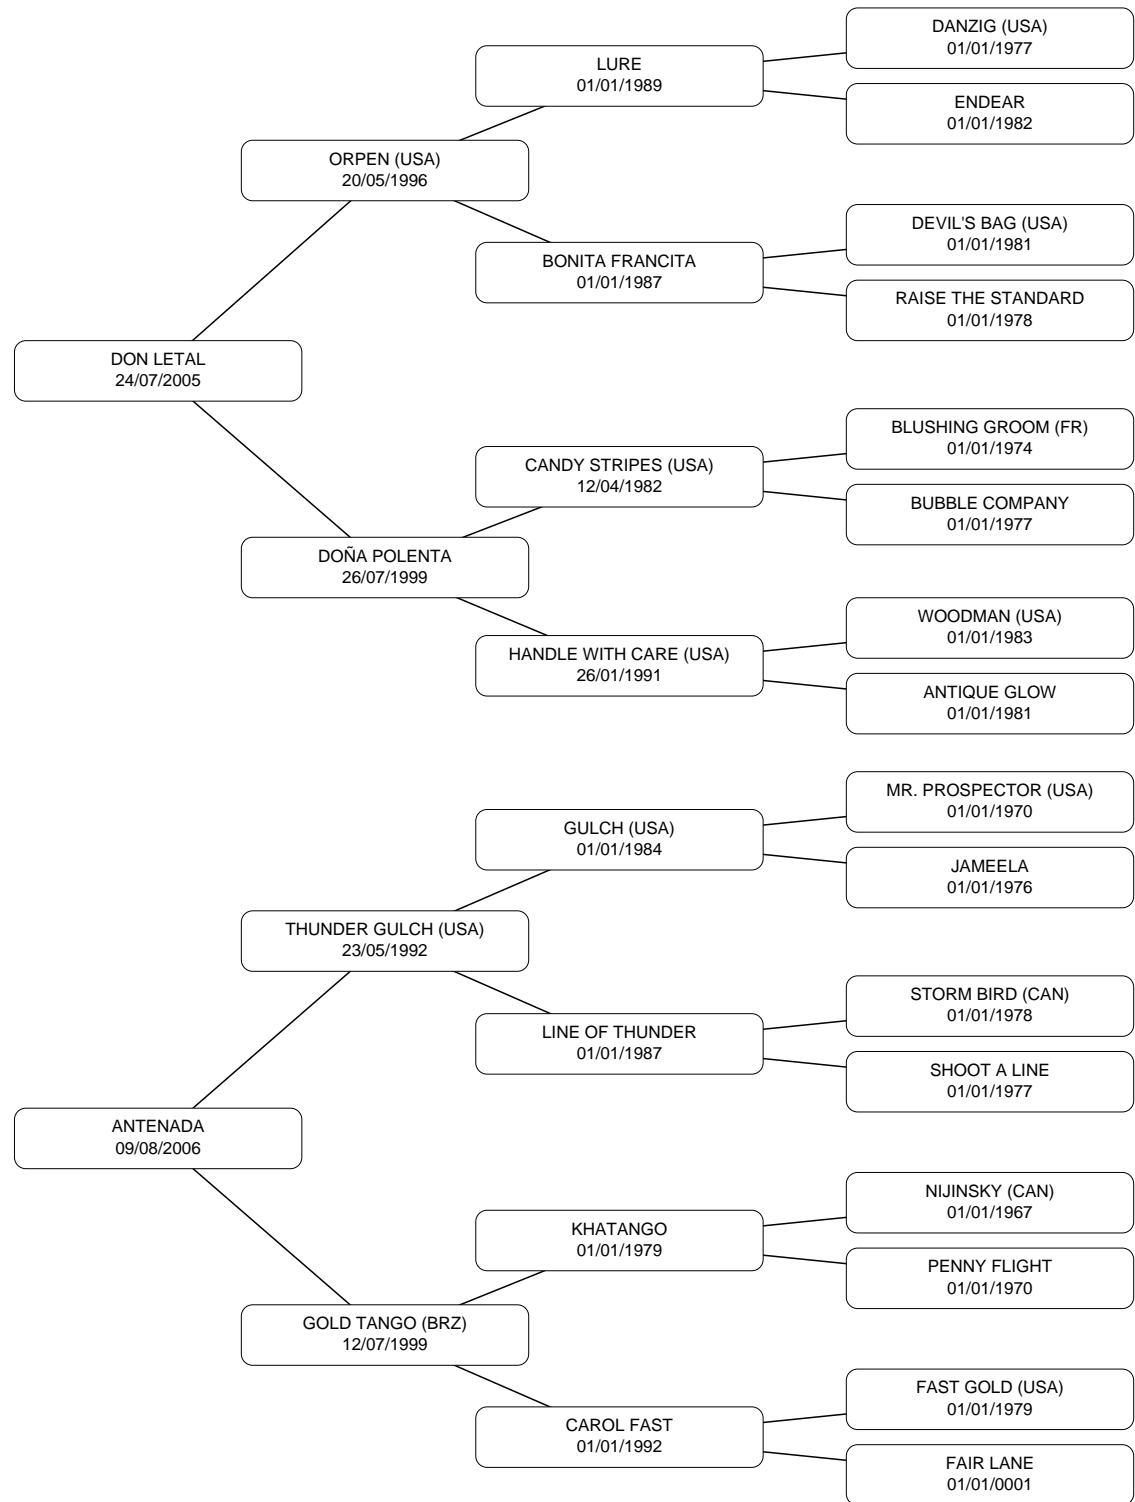 DANZIG (USA)
01/01/1977
LURE
01/01/1989
ENDEAR
01/01/1982
ORPEN (USA)
20/05/1996
DEVIL'S BAG (USA)
01/01/1981
BONITA FRANCITA
01/01/1987
RAISE THE STANDARD
01/01/1978
DON LETAL
24/07/2005
BLUSHING GROOM (FR)
01/01/1974
CANDY STRIPES (USA)
12/04/1982
BUBBLE COMPANY
01/01/1977
DOÑA POLENTA
26/07/1999
WOODMAN (USA)
01/01/1983
HANDLE WITH CARE (USA)
26/01/1991
ANTIQUE GLOW
01/01/1981
MR. PROSPECTOR (USA)
01/01/1970
GULCH (USA)
01/01/1984
JAMEELA
01/01/1976
THUNDER GULCH (USA)
23/05/1992
STORM BIRD (CAN)
01/01/1978
LINE OF THUNDER
01/01/1987
SHOOT A LINE
01/01/1977
ANTENADA
09/08/2006
NIJINSKY (CAN)
01/01/1967
KHATANGO
01/01/1979
PENNY FLIGHT
01/01/1970
GOLD TANGO (BRZ)
12/07/1999
FAST GOLD (USA)
01/01/1979
CAROL FAST
01/01/1992
FAIR LANE
01/01/0001